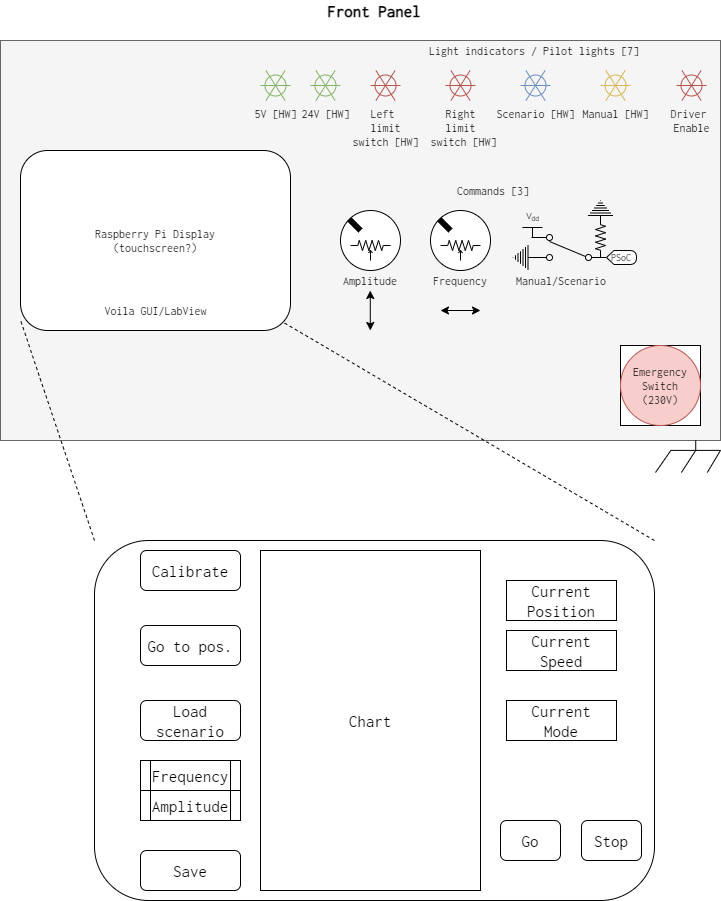 Front Panel
Light indicators / Pilot lights [7]
5V [HW]
24V [HW]
Left
limit
switch [HW]
Right
limit
switch [HW]
Scenario [HW]
Manual [HW]
Driver
Enable
Raspberry Pi Display
(touchscreen?)
Voila GUI/LabView
Commands [3]
Vdd
PSoC
Amplitude
Frequency
Manual/Scenario
Emergency
Switch
(230V)
Calibrate
Go to pos.
Load
scenario
Frequency
Amplitude
Save
Chart
Current
Position
Current
Speed
Current
Mode
Go
Stop